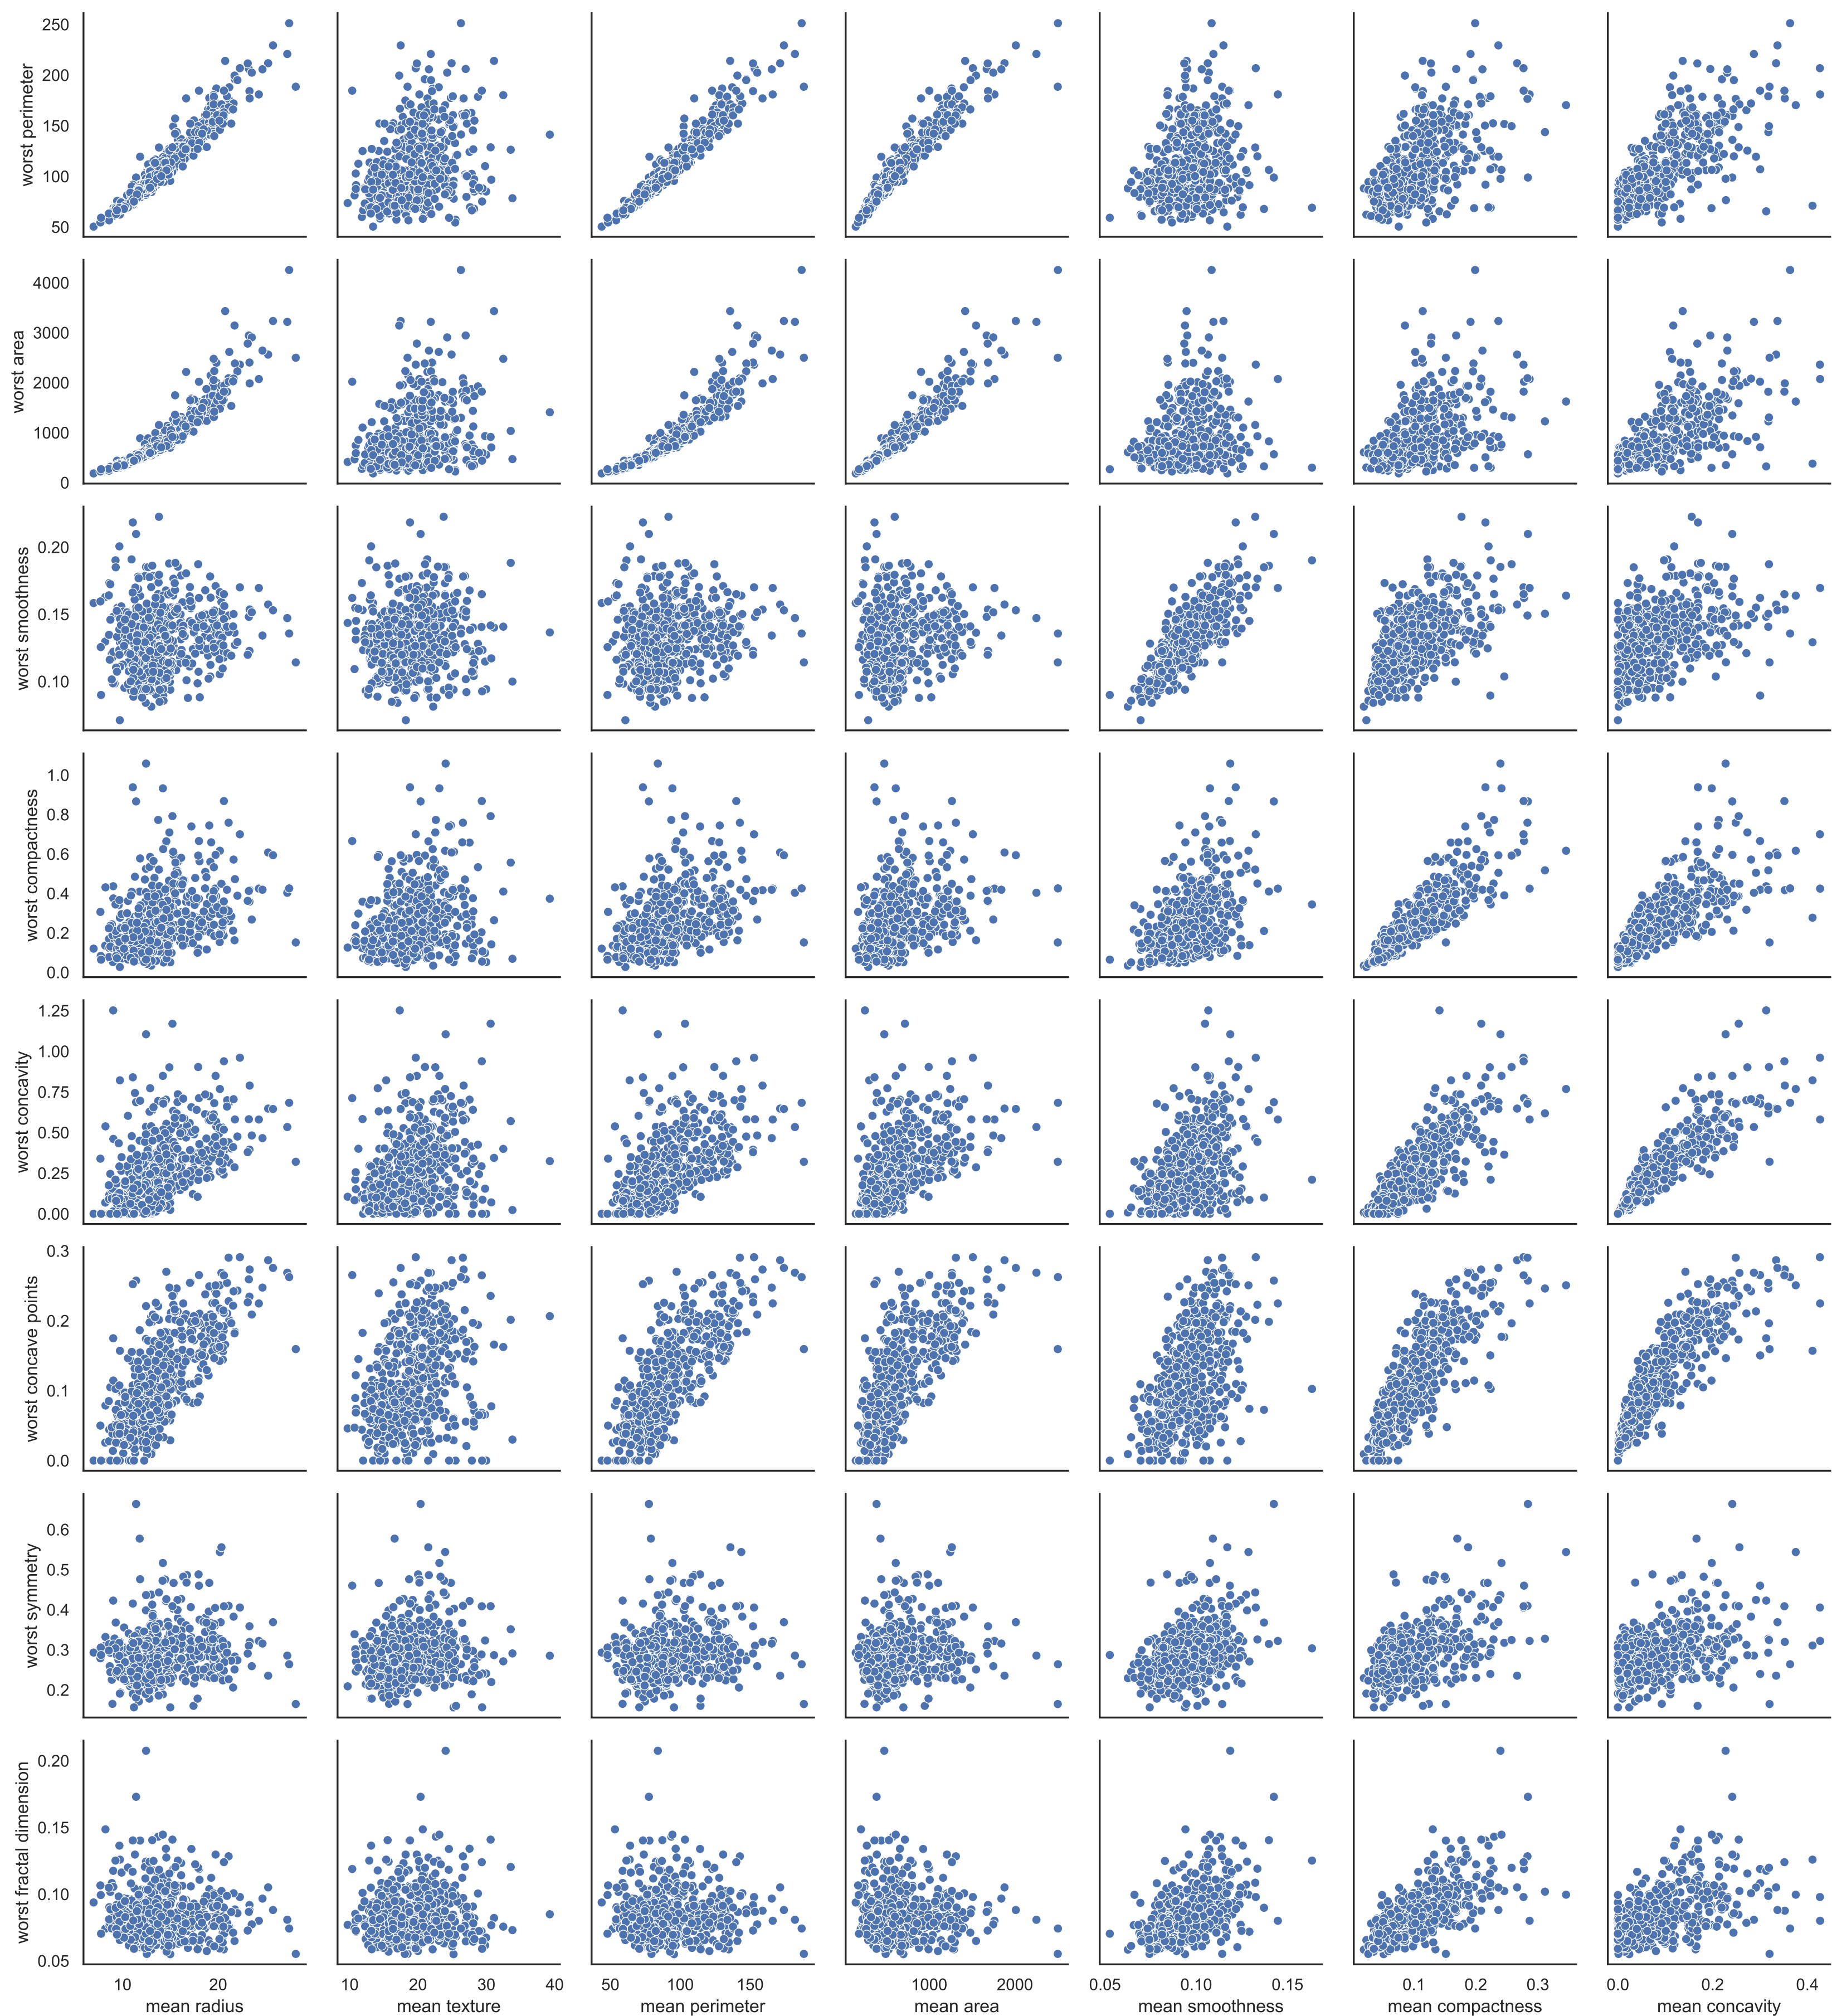 250
200
150
100
50
worst perimeter
4000
3000
2000
1000
0
worst area
0.20
0.15
0.10
worst smoothness
1.0
0.8
0.6
0.4
0.2
0.0
worst compactness
1.25
1.00
0.75
0.50
0.25
0.00
worst concavity
0.3
0.2
0.1
0.0
worst concave points
0.6
0.5
0.4
0.3
0.2
worst symmetry
0.20
0.15
0.10
0.05
worst fractal dimension
10 20
10 20 30 40
50 100 150
1000 2000
0.05 0.10 0.15
0.1 0.2 0.3
0.0 0.2 0.4
mean radius
mean texture
mean perimeter
mean area
mean smoothness
mean compactness
mean concavity